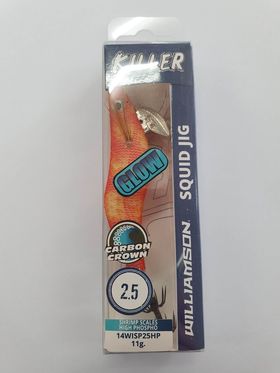 KILLER
GLOW
CARBON
CROWN
2.5
SHRIMP SCALES
HIGH PHOSPHO
14WISP25HP
11g.
WILLIAMSON
SQUID JIG